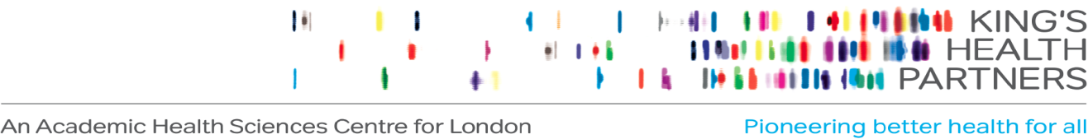 KING'S
HEALTH
PARTNERS
An Academic Health Sciences Centre for London
Pioneering better health for all